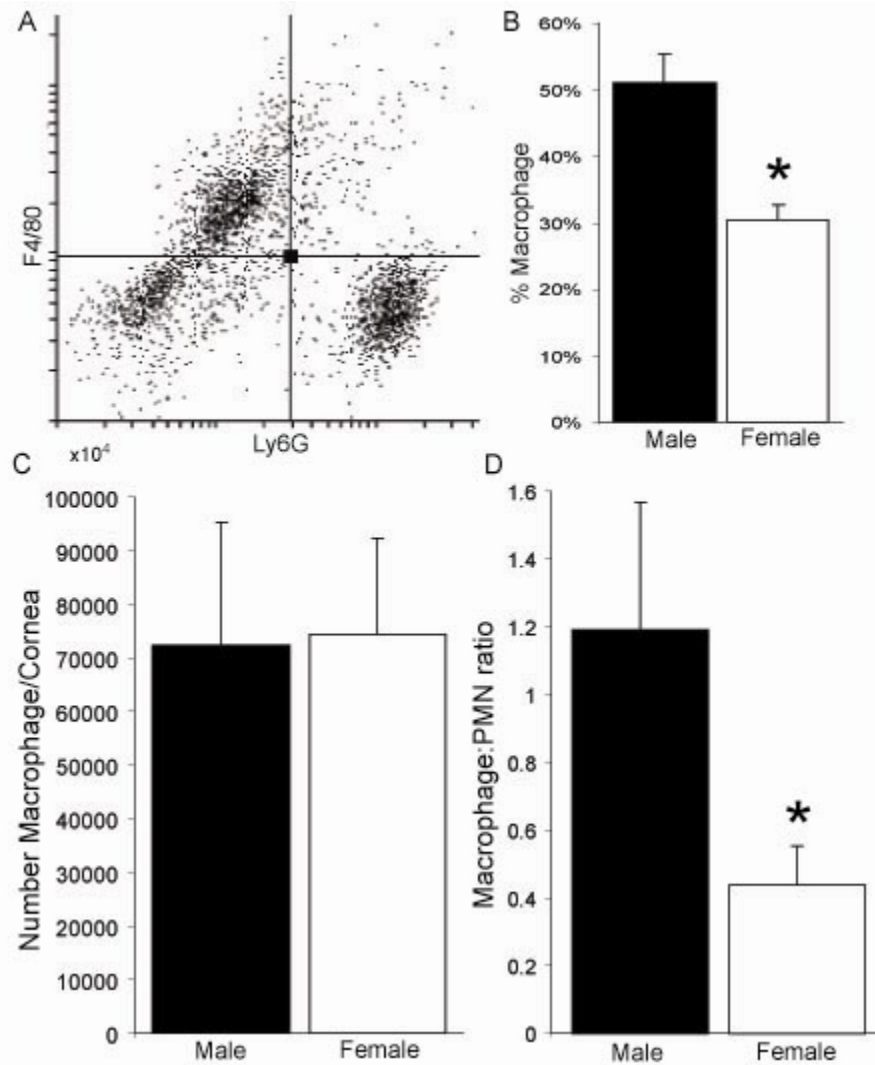 A
F4/80
Ly6G
B
% Macrophage
60%
50%
40%
30%
20%
10%
0%
*
Male
Female
C
x10⁴
Number Macrophage/Cornea
100000
90000
80000
70000
60000
50000
40000
30000
20000
10000
0
Male
Female
D
Macrophage:PMN ratio
1.6
1.4
1.2
1
0.8
0.6
0.4
0.2
0
*
Male
Female